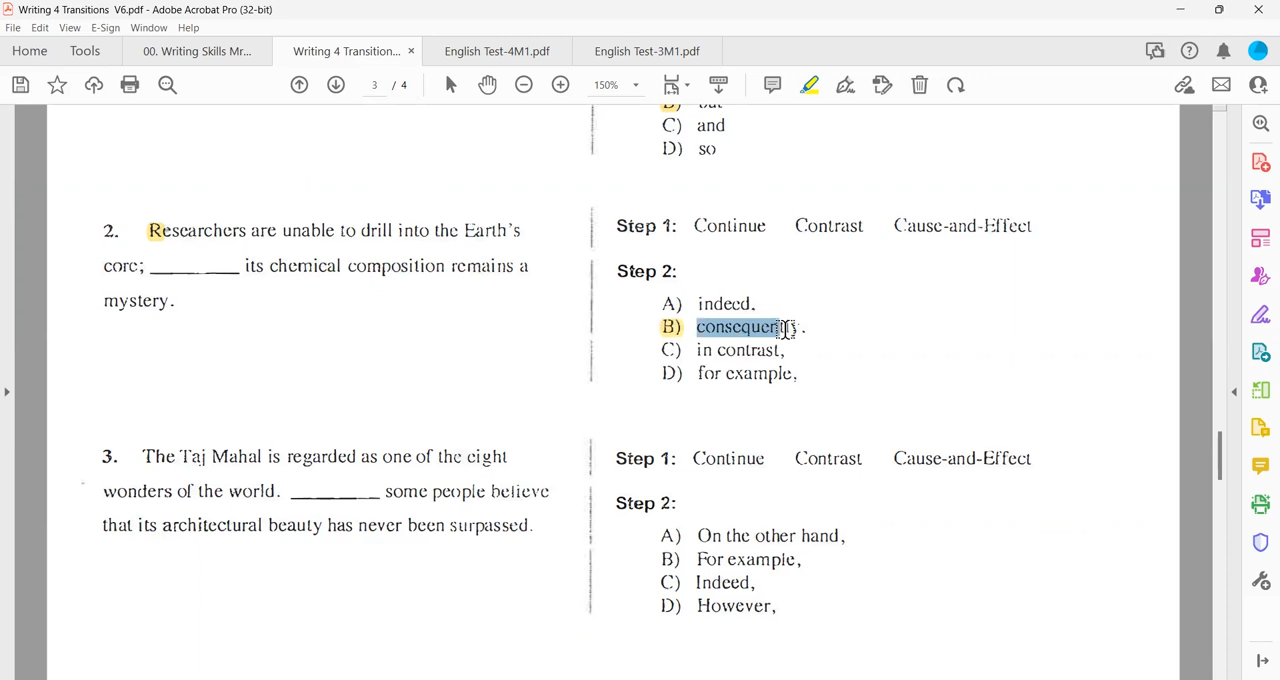 Writing 4 Transitions V6.pdf - Adobe Acrobat Pro (32-bit)
File Edit View E-Sign Window Help
Home Tools 00. Writing Skills Mr... Writing 4 Transition... × English Test-4M1.pdf English Test-3M1.pdf
3 / 4 150%
B) but
C) and
D) so
2. Researchers are unable to drill into the Earth's
core; ________ its chemical composition remains a
mystery.
Step 1: Continue Contrast Cause-and-Effect
Step 2:
A) indeed,
B) consequently,
C) in contrast,
D) for example,
3. The Taj Mahal is regarded as one of the eight
wonders of the world. ________ some people believe
that its architectural beauty has never been surpassed.
Step 1: Continue Contrast Cause-and-Effect
Step 2:
A) On the other hand,
B) For example,
C) Indeed,
D) However,